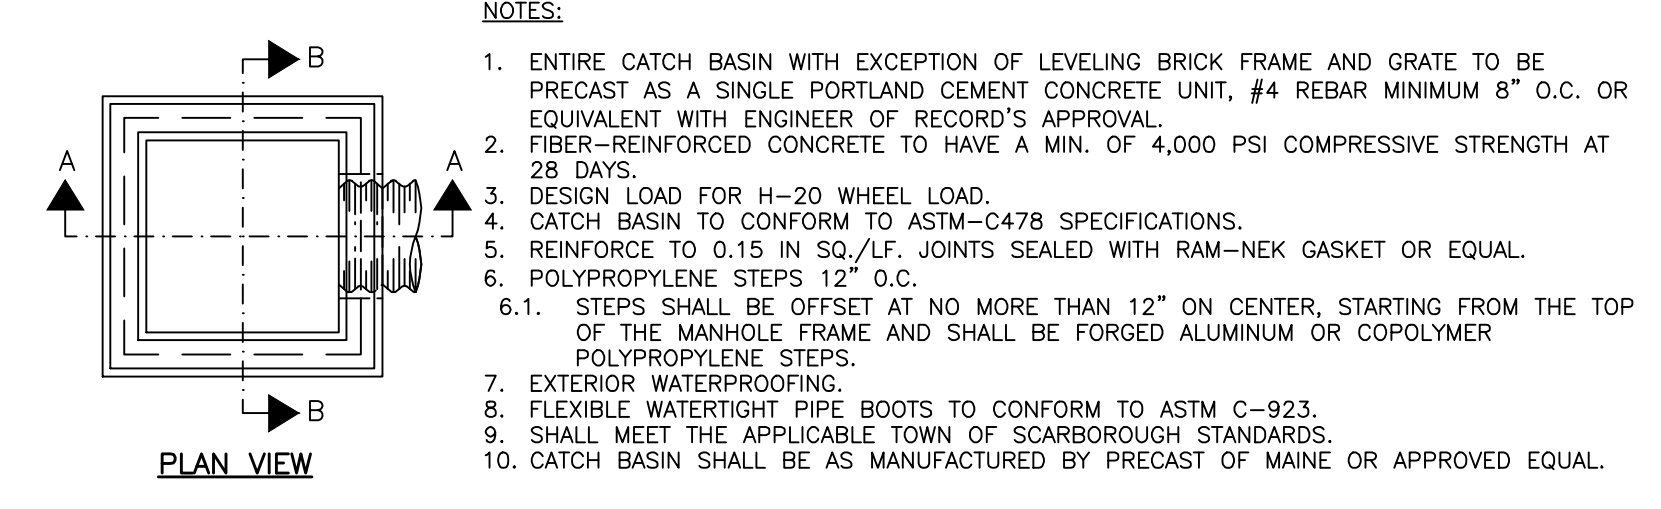 B
A
A
B
PLAN VIEW
NOTES:
1. ENTIRE CATCH BASIN WITH EXCEPTION OF LEVELING BRICK FRAME AND GRATE TO BE
PRECAST AS A SINGLE PORTLAND CEMENT CONCRETE UNIT, #4 REBAR MINIMUM 8" O.C. OR
EQUIVALENT WITH ENGINEER OF RECORD'S APPROVAL.
2. FIBER-REINFORCED CONCRETE TO HAVE A MIN. OF 4,000 PSI COMPRESSIVE STRENGTH AT
28 DAYS.
3. DESIGN LOAD FOR H-20 WHEEL LOAD.
4. CATCH BASIN TO CONFORM TO ASTM-C478 SPECIFICATIONS.
5. REINFORCE TO 0.15 IN SQ./LF. JOINTS SEALED WITH RAM-NEK GASKET OR EQUAL.
6. POLYPROPYLENE STEPS 12" O.C.
6.1. STEPS SHALL BE OFFSET AT NO MORE THAN 12" ON CENTER, STARTING FROM THE TOP
OF THE MANHOLE FRAME AND SHALL BE FORGED ALUMINUM OR COPOLYMER
POLYPROPYLENE STEPS.
7. EXTERIOR WATERPROOFING.
8. FLEXIBLE WATERTIGHT PIPE BOOTS TO CONFORM TO ASTM C-923.
9. SHALL MEET THE APPLICABLE TOWN OF SCARBOROUGH STANDARDS.
10. CATCH BASIN SHALL BE AS MANUFACTURED BY PRECAST OF MAINE OR APPROVED EQUAL.